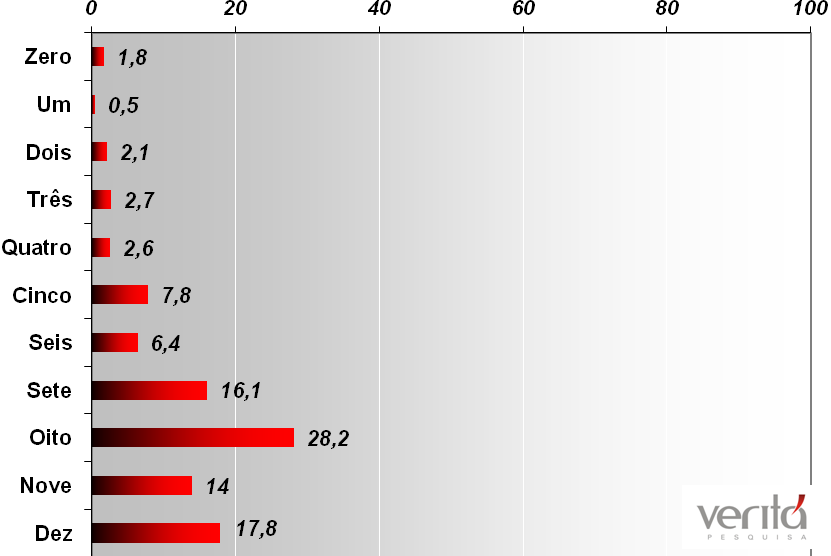 0 20 40 60 80 100
Zero 1,8
Um 0,5
Dois 2,1
Três 2,7
Quatro 2,6
Cinco 7,8
Seis 6,4
Sete 16,1
Oito 28,2
Nove 14
Dez 17,8
veritá
PESQUISA